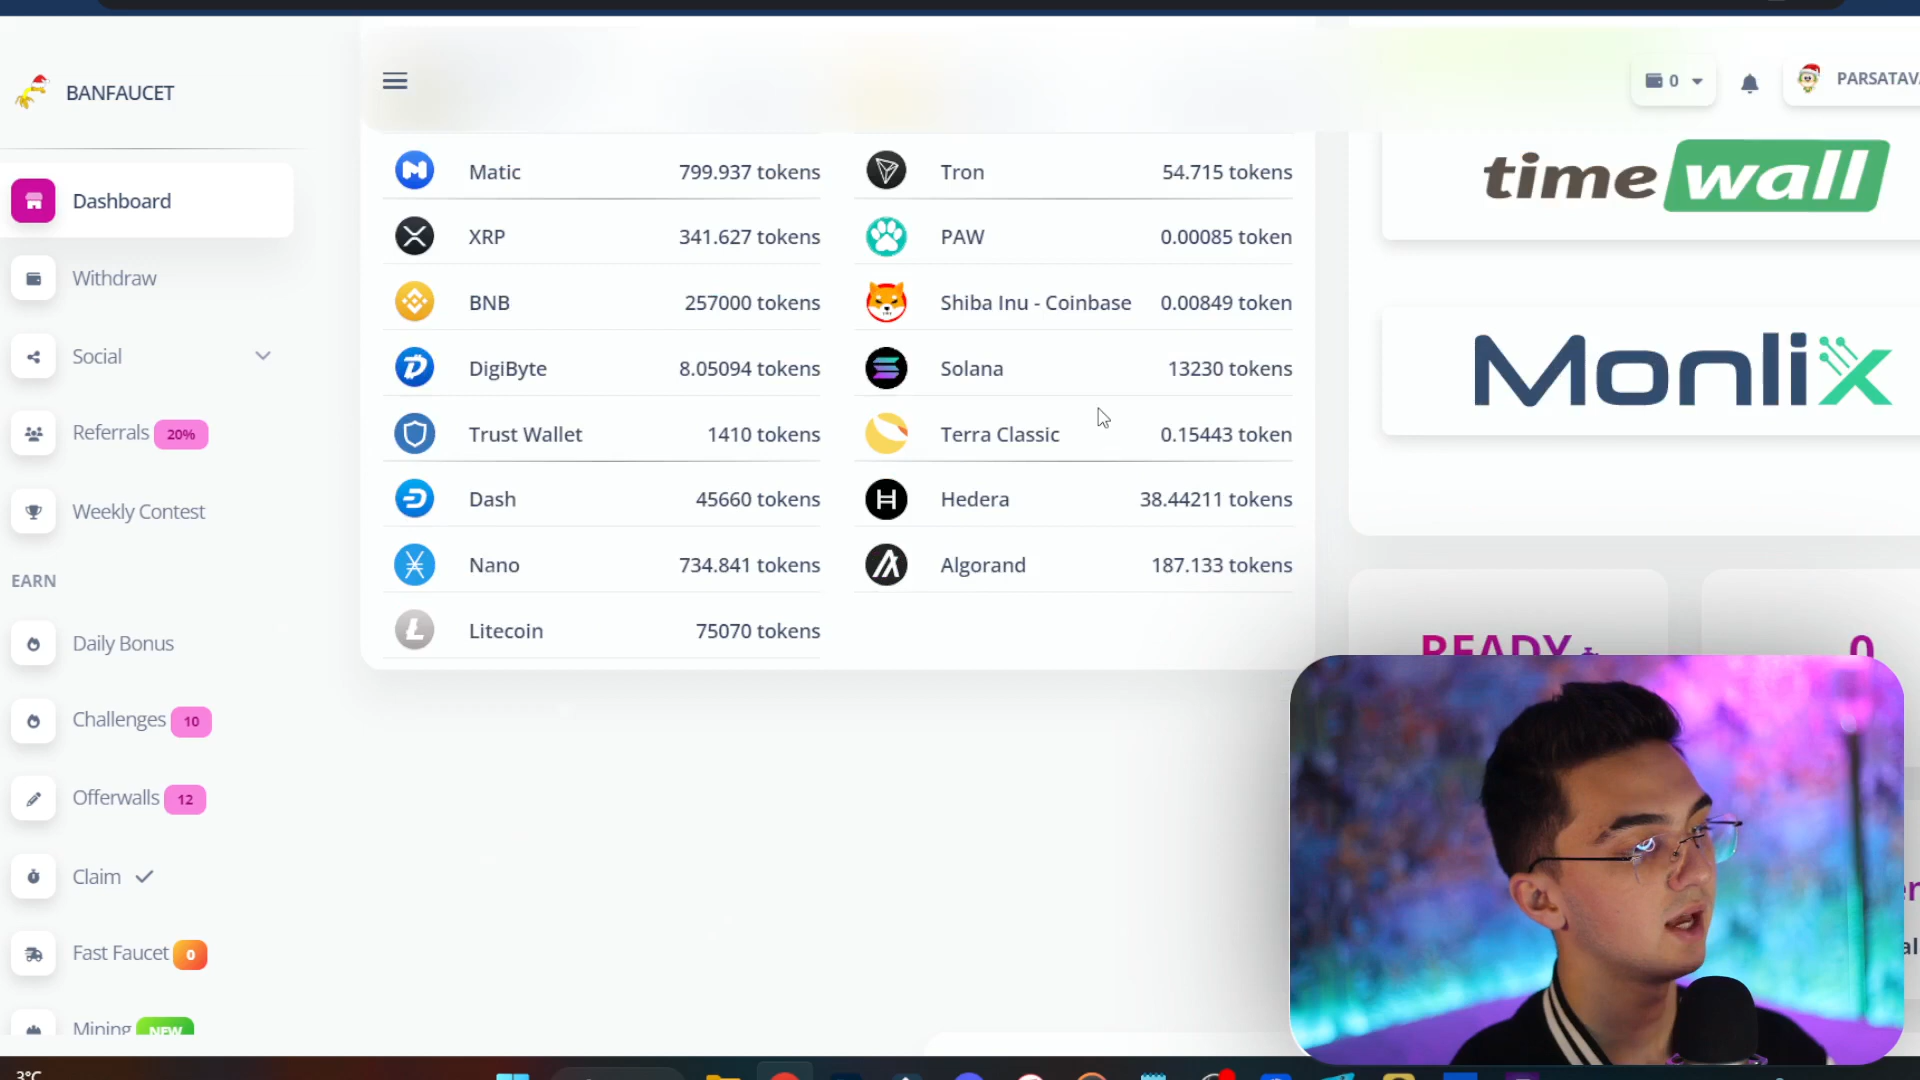 BANFAUCET
0
PARSATAVA
Dashboard
Withdraw
Social
Referrals 20%
Weekly Contest
EARN
Daily Bonus
Challenges 10
Offerwalls 12
Claim
Fast Faucet 0
Mining NEW
Matic 799.937 tokens
XRP 341.627 tokens
BNB 257000 tokens
DigiByte 8.05094 tokens
Trust Wallet 1410 tokens
Dash 45660 tokens
Nano 734.841 tokens
Litecoin 75070 tokens
Tron 54.715 tokens
PAW 0.00085 token
Shiba Inu - Coinbase 0.00849 token
Solana 13230 tokens
Terra Classic 0.15443 token
Hedera 38.44211 tokens
Algorand 187.133 tokens
timewall
Monlix
READY
0
3°C